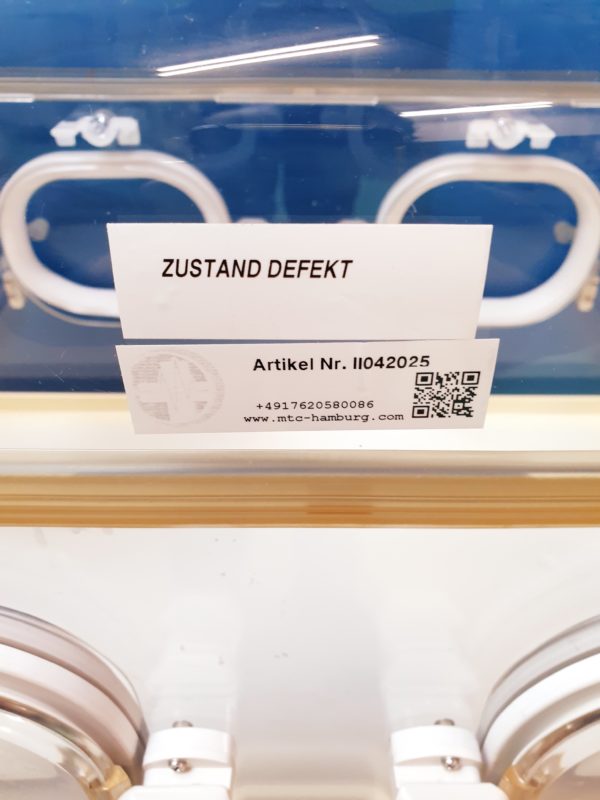 ZUSTAND DEFEKT
Artikel Nr. II042025
+4917620580086
www.mtc-hamburg.com